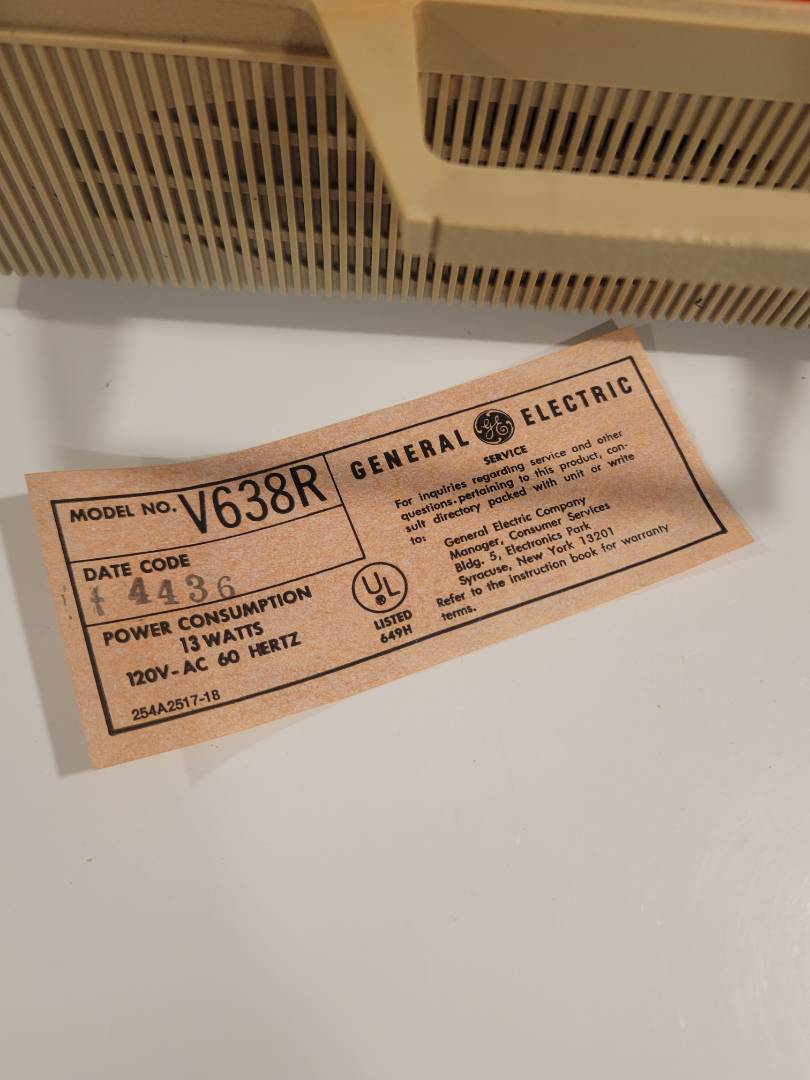 MODEL NO. V638R
DATE CODE
4436
POWER CONSUMPTION
13 WATTS
120V-AC 60 HERTZ
254A2517-18
GENERAL GE ELECTRIC
SERVICE
For inquiries regarding service and other
questions.pertaining to this product, con-
sult directory packed with unit or write
to:
General Electric Company
Manager, Consumer Services
Bldg. 5, Electronics Park
Syracuse, New York 13201
Refer to the instruction book for warranty
terms.
UL
®
LISTED
649H